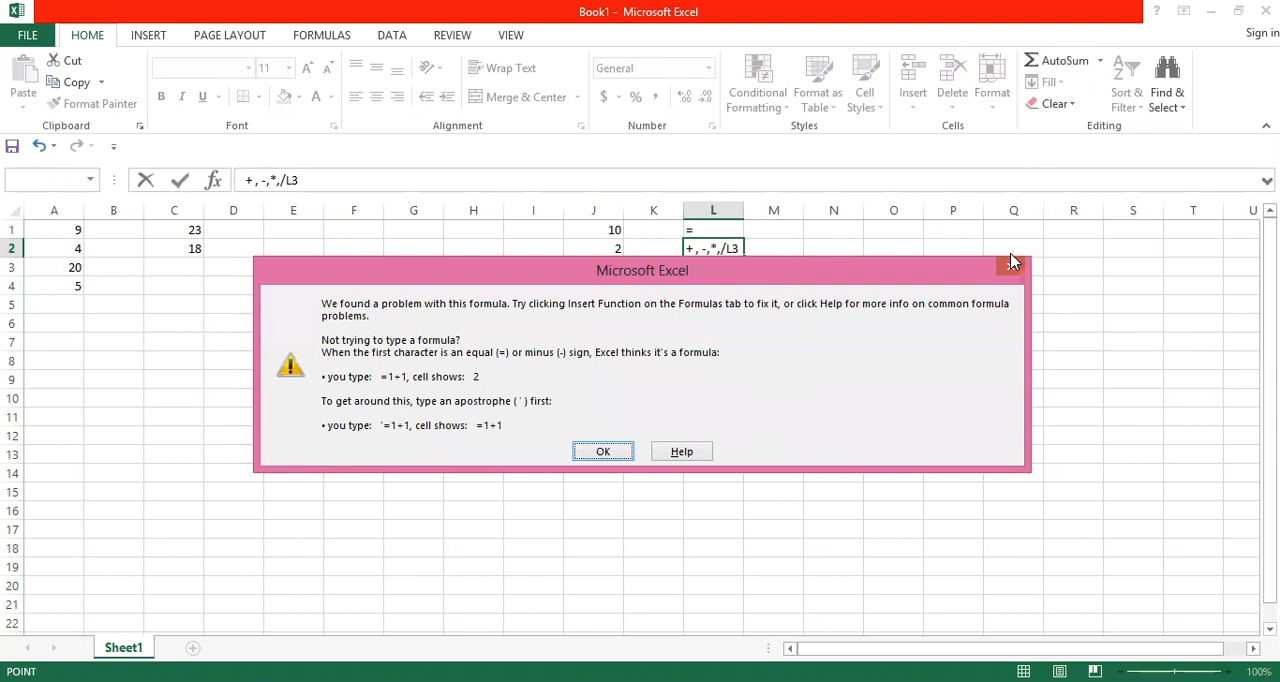 Book1 - Microsoft Excel
?
FILE HOME INSERT PAGE LAYOUT FORMULAS DATA REVIEW VIEW Sign in
Paste Cut Copy Format Painter
Clipboard
11 A A B I U A
Font
Wrap Text
Merge & Center
Alignment
General
$ % , .0 .00 .00 .0
Number
Conditional Formatting Format as Table Cell Styles
Styles
Insert Delete Format
Cells
AutoSum Fill Clear Sort & Filter Find & Select
Editing
fx +,-,*,/L3
A B C D E F G H I J K L M N O P Q R S T U
1 9 23 10 =
2 4 18 2 +,-,*,/L3
3 20
4 5
5
6
7
8
9
10
11
12
13
14
15
16
17
18
19
20
21
22
Microsoft Excel
We found a problem with this formula. Try clicking Insert Function on the Formulas tab to fix it, or click Help for more info on common formula
problems.
Not trying to type a formula?
When the first character is an equal (=) or minus (-) sign, Excel thinks it's a formula:
• you type: =1+1, cell shows: 2
To get around this, type an apostrophe ( ' ) first:
• you type: '=1+1, cell shows: =1+1
OK Help
Sheet1
POINT 100%